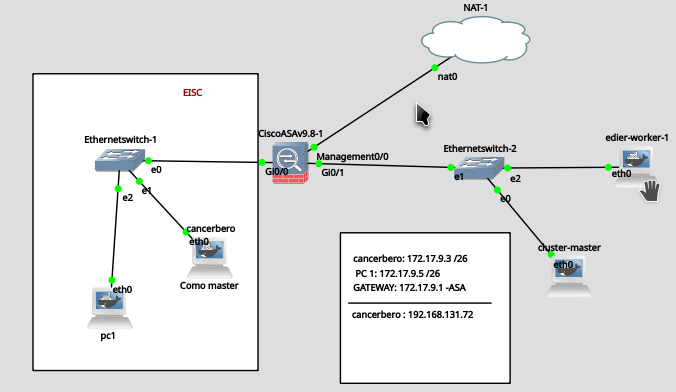 NAT-1
nat0
EISC
Ethernetswitch-1
e0
e1
e2
CiscoASAv9.8-1
Management0/0
Gi0/0
Gi0/1
Ethernetswitch-2
e1
e2
e0
edier-worker-1
eth0
cancerbero
eth0
Como master
cluster-master
eth0
eth0
pc1
cancerbero: 172.17.9.3 /26
PC 1: 172.17.9.5 /26
GATEWAY: 172.17.9.1 -ASA
cancerbero : 192.168.131.72